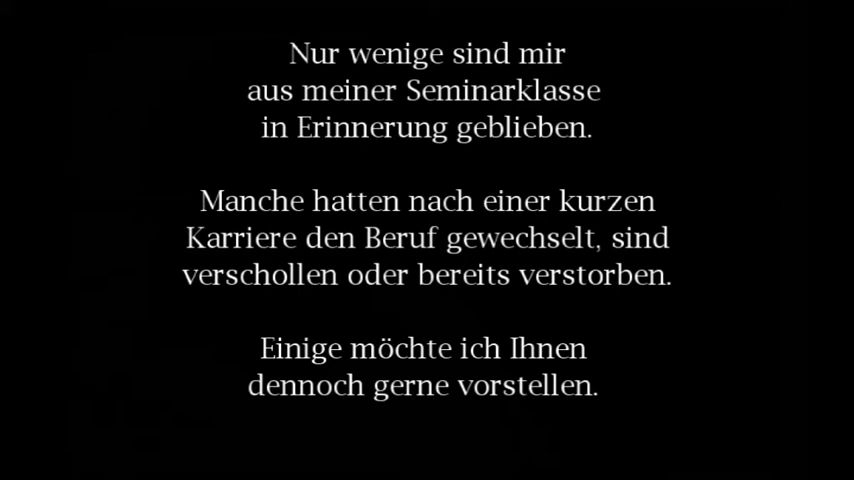 Nur wenige sind mir
aus meiner Seminarklasse
in Erinnerung geblieben.
Manche hatten nach einer kurzen
Karriere den Beruf gewechselt, sind
verschollen oder bereits verstorben.
Einige möchte ich Ihnen
dennoch gerne vorstellen.